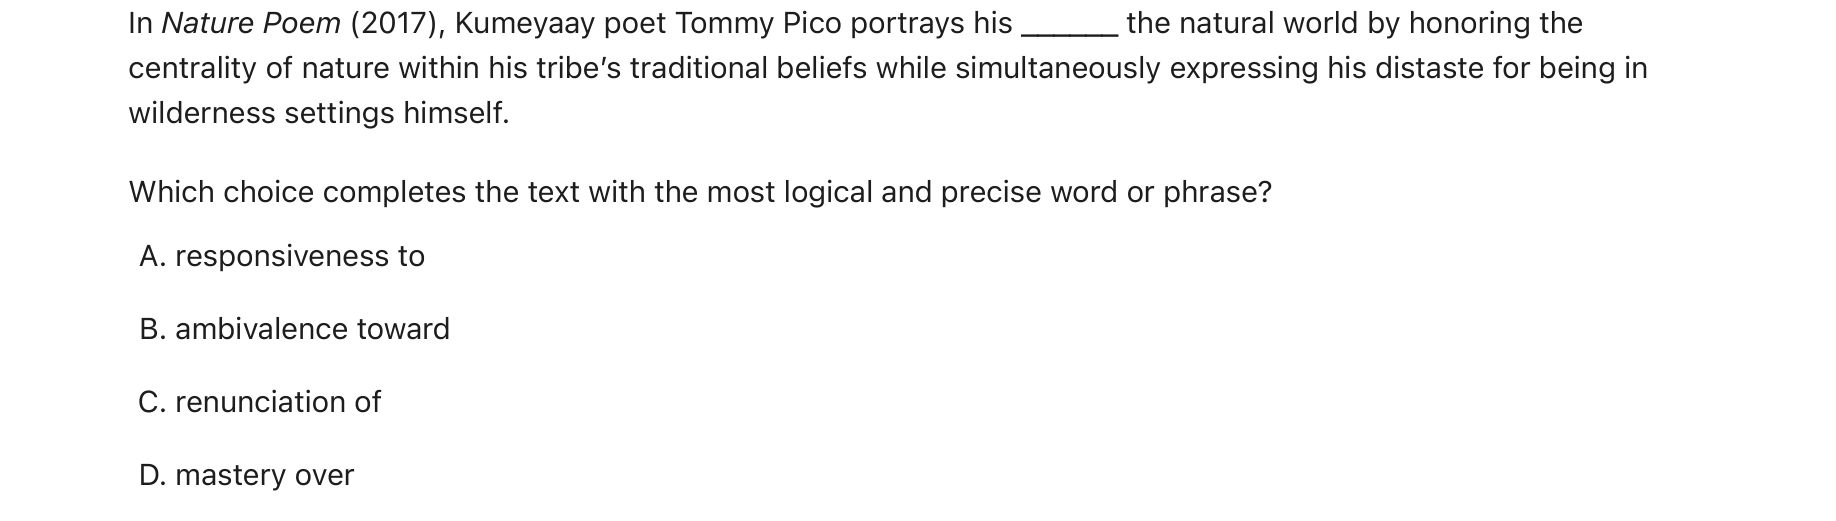 In Nature Poem (2017), Kumeyaay poet Tommy Pico portrays his ______ the natural world by honoring the
centrality of nature within his tribe’s traditional beliefs while simultaneously expressing his distaste for being in
wilderness settings himself.
Which choice completes the text with the most logical and precise word or phrase?
A. responsiveness to
B. ambivalence toward
C. renunciation of
D. mastery over